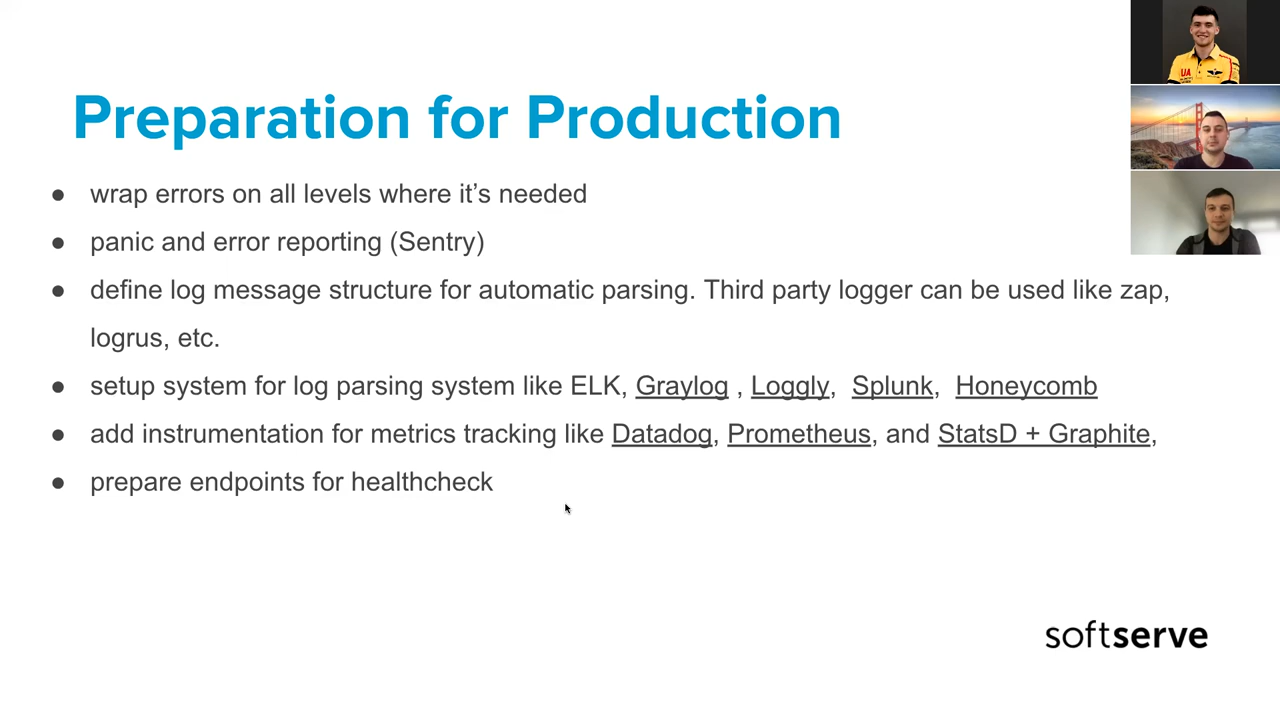 Preparation for Production
● wrap errors on all levels where it’s needed
● panic and error reporting (Sentry)
● define log message structure for automatic parsing. Third party logger can be used like zap,
logrus, etc.
● setup system for log parsing system like ELK, Graylog , Loggly, Splunk, Honeycomb
● add instrumentation for metrics tracking like Datadog, Prometheus, and StatsD + Graphite,
● prepare endpoints for healthcheck
softserve
UA